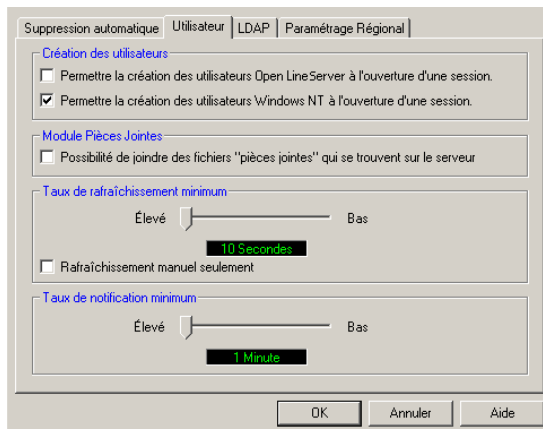 Suppression automatique Utilisateur LDAP Paramétrage Régional
Création des utilisateurs
Permettre la création des utilisateurs Open LineServer à l'ouverture d'une session.
Permettre la création des utilisateurs Windows NT à l'ouverture d'une session.
Module Pièces Jointes
Possibilité de joindre des fichiers "pièces jointes" qui se trouvent sur le serveur
Taux de rafraîchissement minimum
Élevé Bas
10 Secondes
Rafraîchissement manuel seulement
Taux de notification minimum
Élevé Bas
1 Minute
OK Annuler Aide